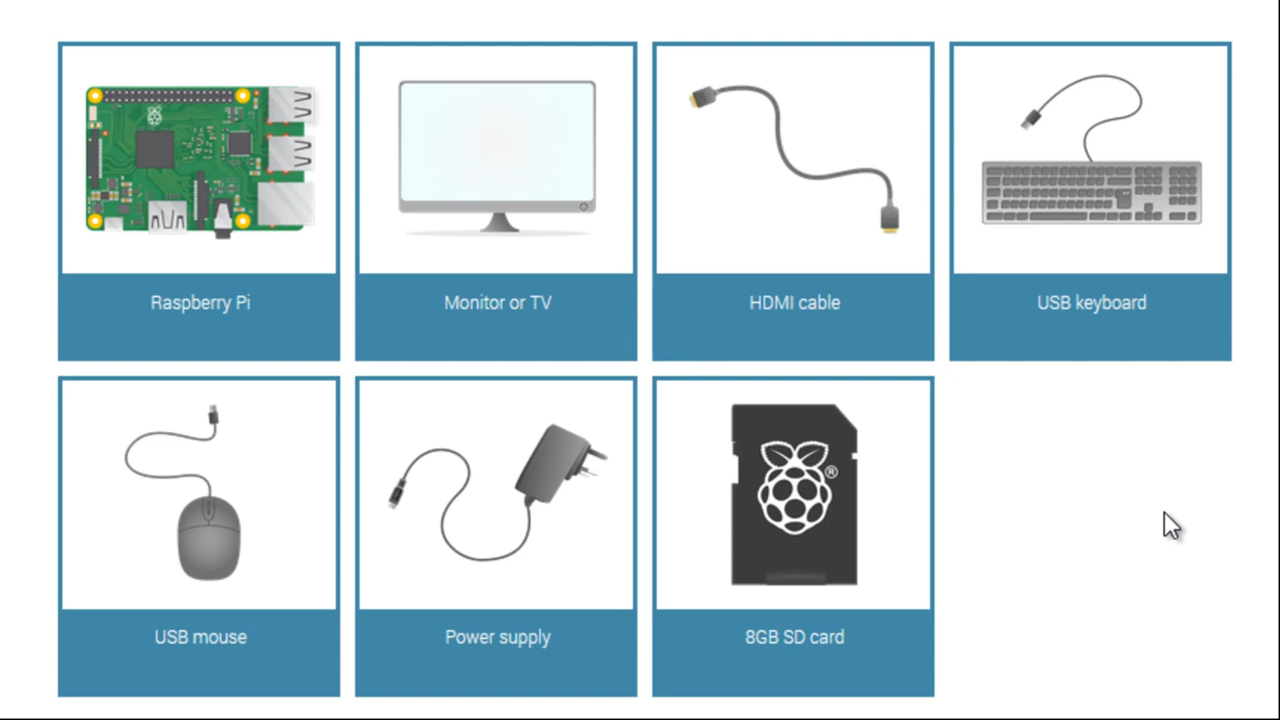 Raspberry Pi
Monitor or TV
HDMI cable
USB keyboard
USB mouse
Power supply
®
8GB SD card